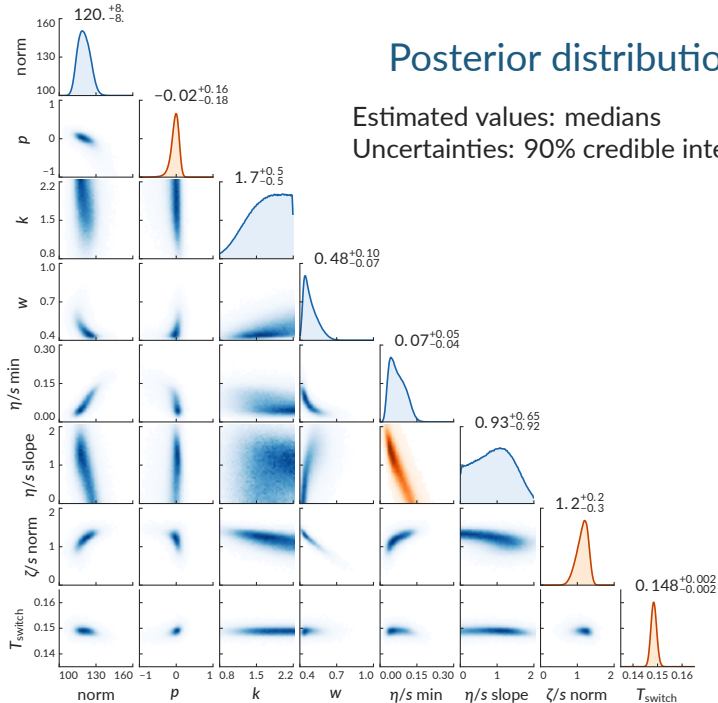 Posterior distributio
Estimated values: medians
Uncertainties: 90% credible inte
120.+8. −8.
norm
160
130
100
−0.02+0.16 −0.18
p
1
0
−1
1.7+0.5 −0.5
k
2.2
1.5
0.8
0.48+0.10 −0.07
w
1.0
0.7
0.4
0.07+0.05 −0.04
η/s min
0.30
0.15
0.00
0.93+0.65 −0.92
η/s slope
2
1
0
1.2+0.2 −0.3
ζ/s norm
2
1
0
0.148+0.002 −0.002
Tswitch
0.16
0.15
0.14
100 130 160 −1 0 1 0.8 1.5 2.2 0.4 0.7 1.0 0.00 0.15 0.30 0 1 2 0 1 2 0.14 0.15 0.16
norm p k w η/s min η/s slope ζ/s norm Tswitch